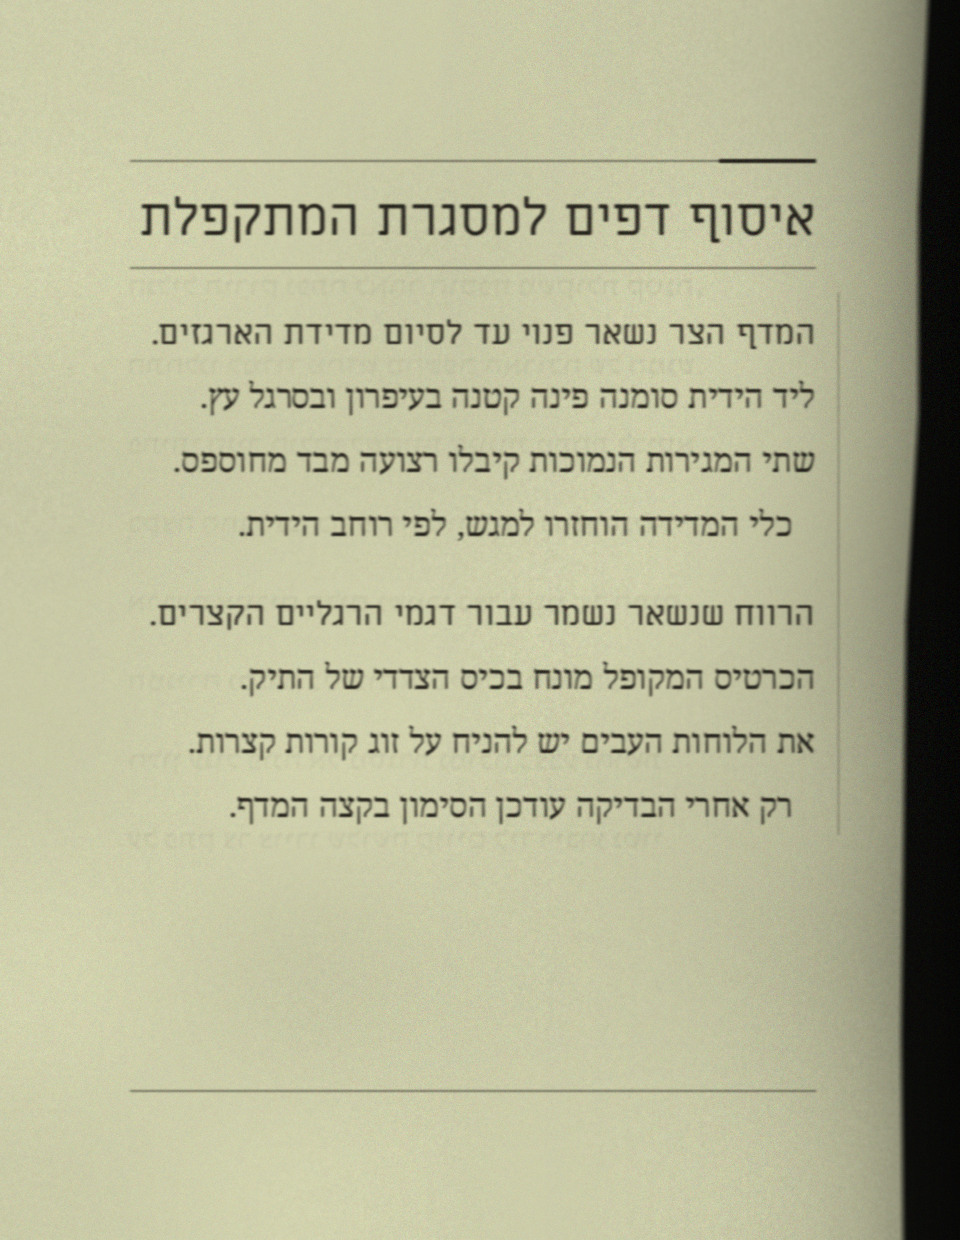 איסוף דפים למסגרת המתקפלת
המדף הצר נשאר פנוי עד לסיום מדידת הארגזים.
ליד הידית סומנה פינה קטנה בעיפרון ובסרגל עץ.
שתי המגירות הנמוכות קיבלו רצועה מבד מחוספס.
כלי המדידה הוחזרו למגש, לפי רוחב הידית.
הרווח שנשאר נשמר עבור דגמי הרגליים הקצרים.
הכרטיס המקופל מונח בכיס הצדדי של התיק.
את הלוחות העבים יש להניח על זוג קורות קצרות.
רק אחרי הבדיקה עודכן הסימון בקצה המדף.